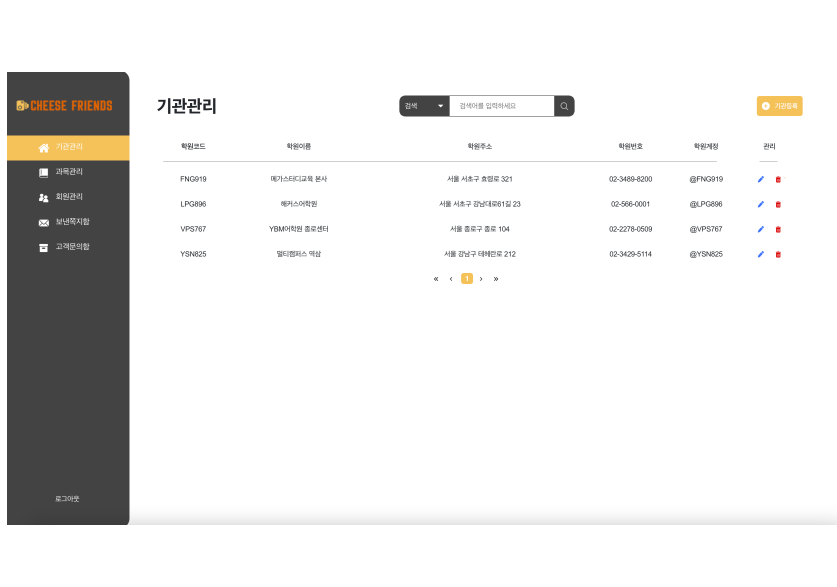 CHEESE FRIENDS
기관관리
과목관리
회원관리
보낸쪽지함
고객문의함
로그아웃
기관관리
검색 검색어를 입력하세요
기관등록
학원코드 학원이름 학원주소 학원번호 학원계정 관리
FNG919 메가스터디교육 본사 서울 서초구 효령로 321 02-3489-8200 @FNG919
LPG896 해커스어학원 서울 서초구 강남대로61길 23 02-566-0001 @LPG896
VPS767 YBM어학원 종로센터 서울 종로구 종로 104 02-2278-0509 @VPS767
YSN825 멀티캠퍼스 역삼 서울 강남구 테헤란로 212 02-3429-5114 @YSN825
« ‹ 1 › »